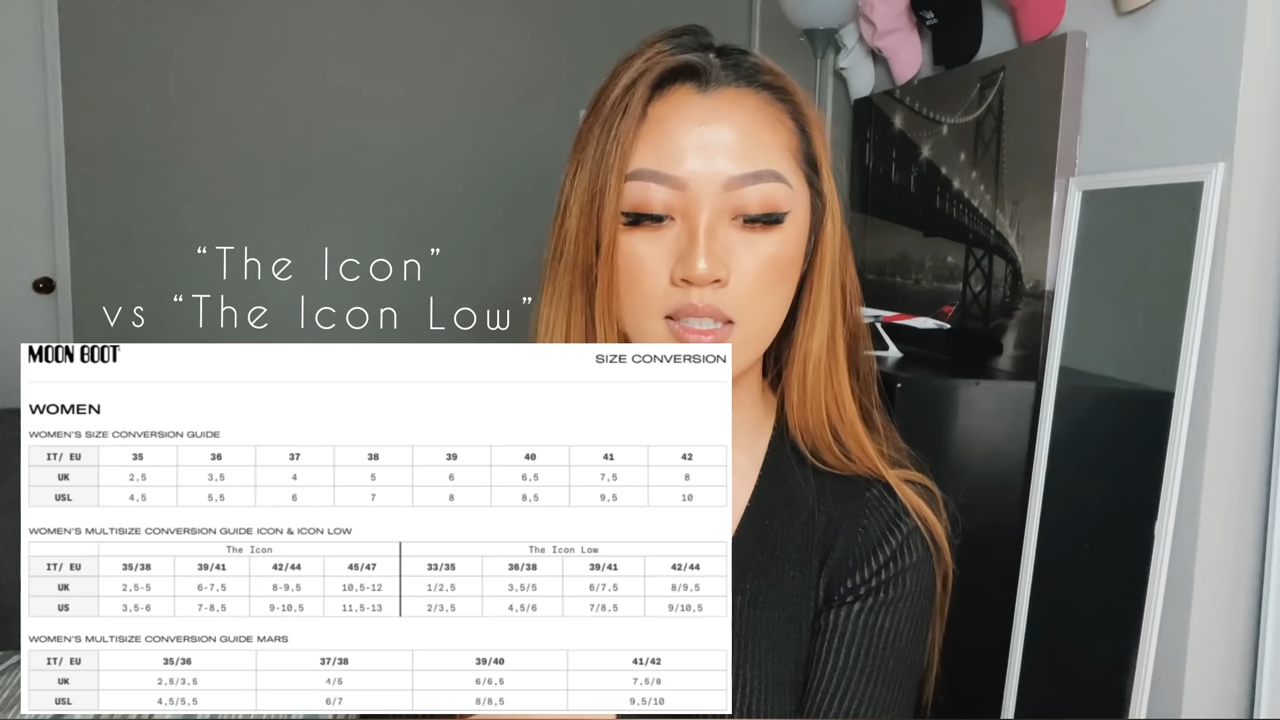 “The Icon”
vs “The Icon Low”
MOON BOOT
SIZE CONVERSION
WOMEN
WOMEN'S SIZE CONVERSION GUIDE
IT/ EU 35 36 37 38 39 40 41 42
UK 2,5 3,5 4 5 6 6,5 7,5 8
USL 4,5 5,5 6 7 8 8,5 9,5 10
WOMEN'S MULTISIZE CONVERSION GUIDE ICON & ICON LOW
The Icon The Icon Low
IT/ EU 35/38 39/41 42/44 45/47 33/35 36/38 39/41 42/44
UK 2,5-5 6-7,5 8-9,5 10,5-12 1/2,5 3,5/5 6/7,5 8/9,5
US 3,5-6 7-8,5 9-10,5 11,5-13 2/3,5 4,5/6 7/8,5 9/10,5
WOMEN'S MULTISIZE CONVERSION GUIDE MARS
IT/ EU 35/36 37/38 39/40 41/42
UK 2,5/3,5 4/5 6/6,5 7,5/8
USL 4,5/5,5 6/7 8/8,5 9,5/10